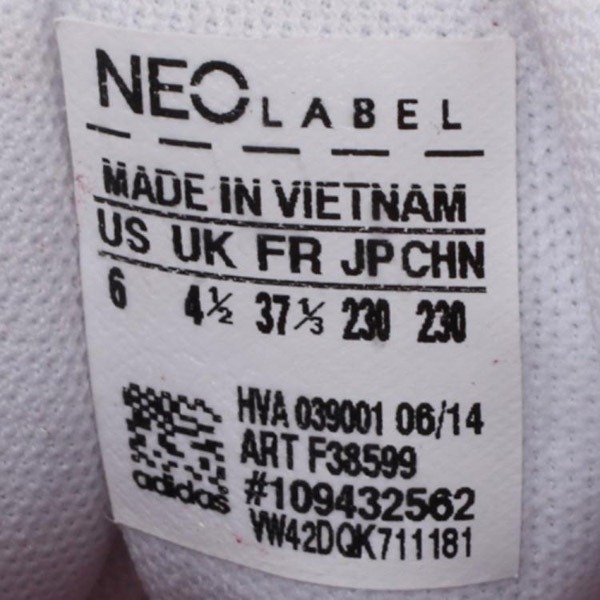 NEO LABEL
MADE IN VIETNAM
US UK FR JP CHN
6 4½ 37⅓ 230 230
HVA 039001 06/14
ART F38599
#109432562
adidas
VW42DQK711181